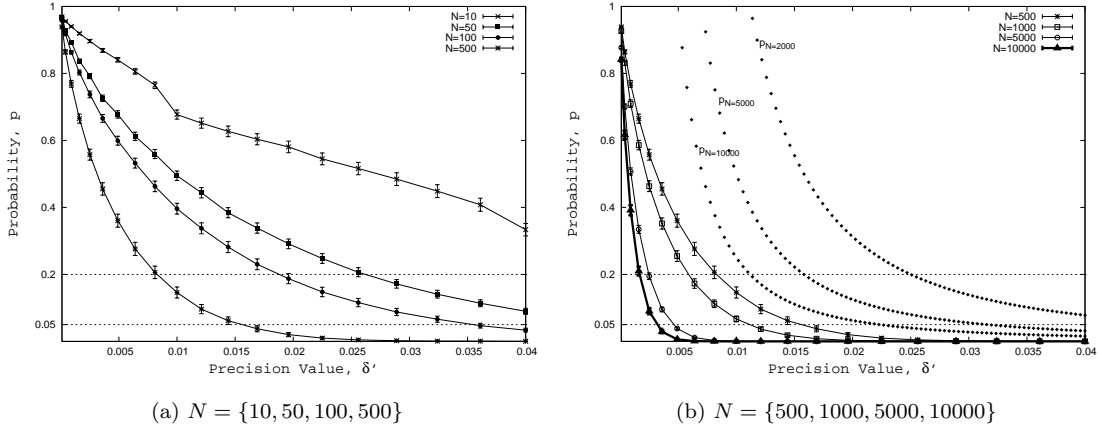 1
0.8
0.6
0.4
0.2
0.05
Probability, p
0.005
0.01
0.015
0.02
0.025
0.03
0.035
0.04
Precision Value, δ′
N=10
N=50
N=100
N=500
(a) N = {10, 50, 100, 500}
1
0.8
0.6
0.4
0.2
0.05
Probability, p
0.005
0.01
0.015
0.02
0.025
0.03
0.035
0.04
Precision Value, δ′
N=500
N=1000
N=5000
N=10000
pN=2000
pN=5000
pN=10000
(b) N = {500, 1000, 5000, 10000}